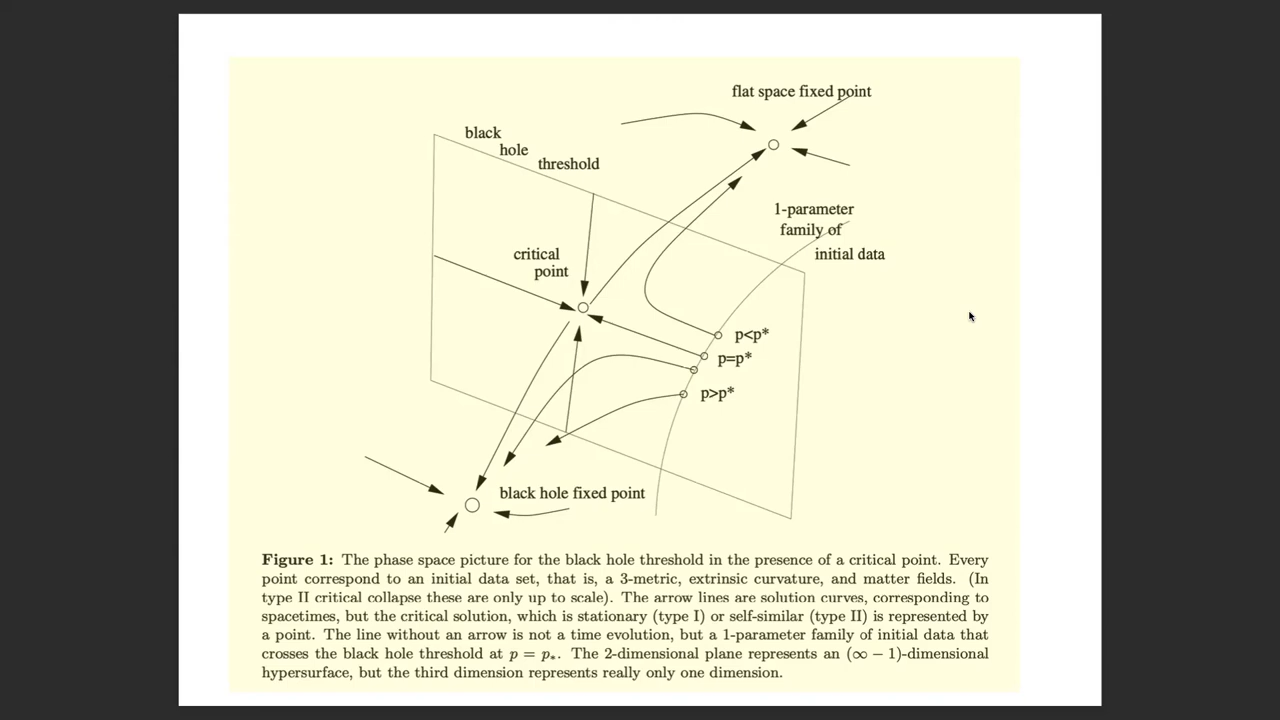 flat space fixed point
black
hole
threshold
1-parameter
family of
initial data
critical
point
p<p*
p=p*
p>p*
black hole fixed point
Figure 1: The phase space picture for the black hole threshold in the presence of a critical point. Every
point correspond to an initial data set, that is, a 3-metric, extrinsic curvature, and matter fields. (In
type II critical collapse these are only up to scale). The arrow lines are solution curves, corresponding to
spacetimes, but the critical solution, which is stationary (type I) or self-similar (type II) is represented by
a point. The line without an arrow is not a time evolution, but a 1-parameter family of initial data that
crosses the black hole threshold at p = p∗. The 2-dimensional plane represents an (∞ − 1)-dimensional
hypersurface, but the third dimension represents really only one dimension.